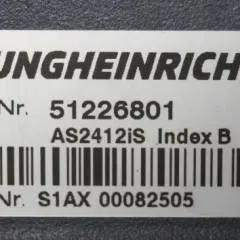 UNGHEINRICH
Nr. 51226801
AS2412iS Index B
Nr. S1AX 00082505